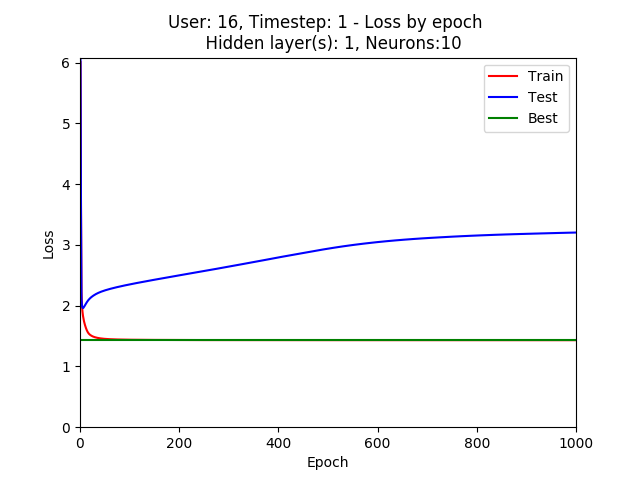 User: 16, Timestep: 1 - Loss by epoch
Hidden layer(s): 1, Neurons:10
Train
Test
Best
6
5
4
3
2
1
0
Loss
0
200
400
600
800
1000
Epoch